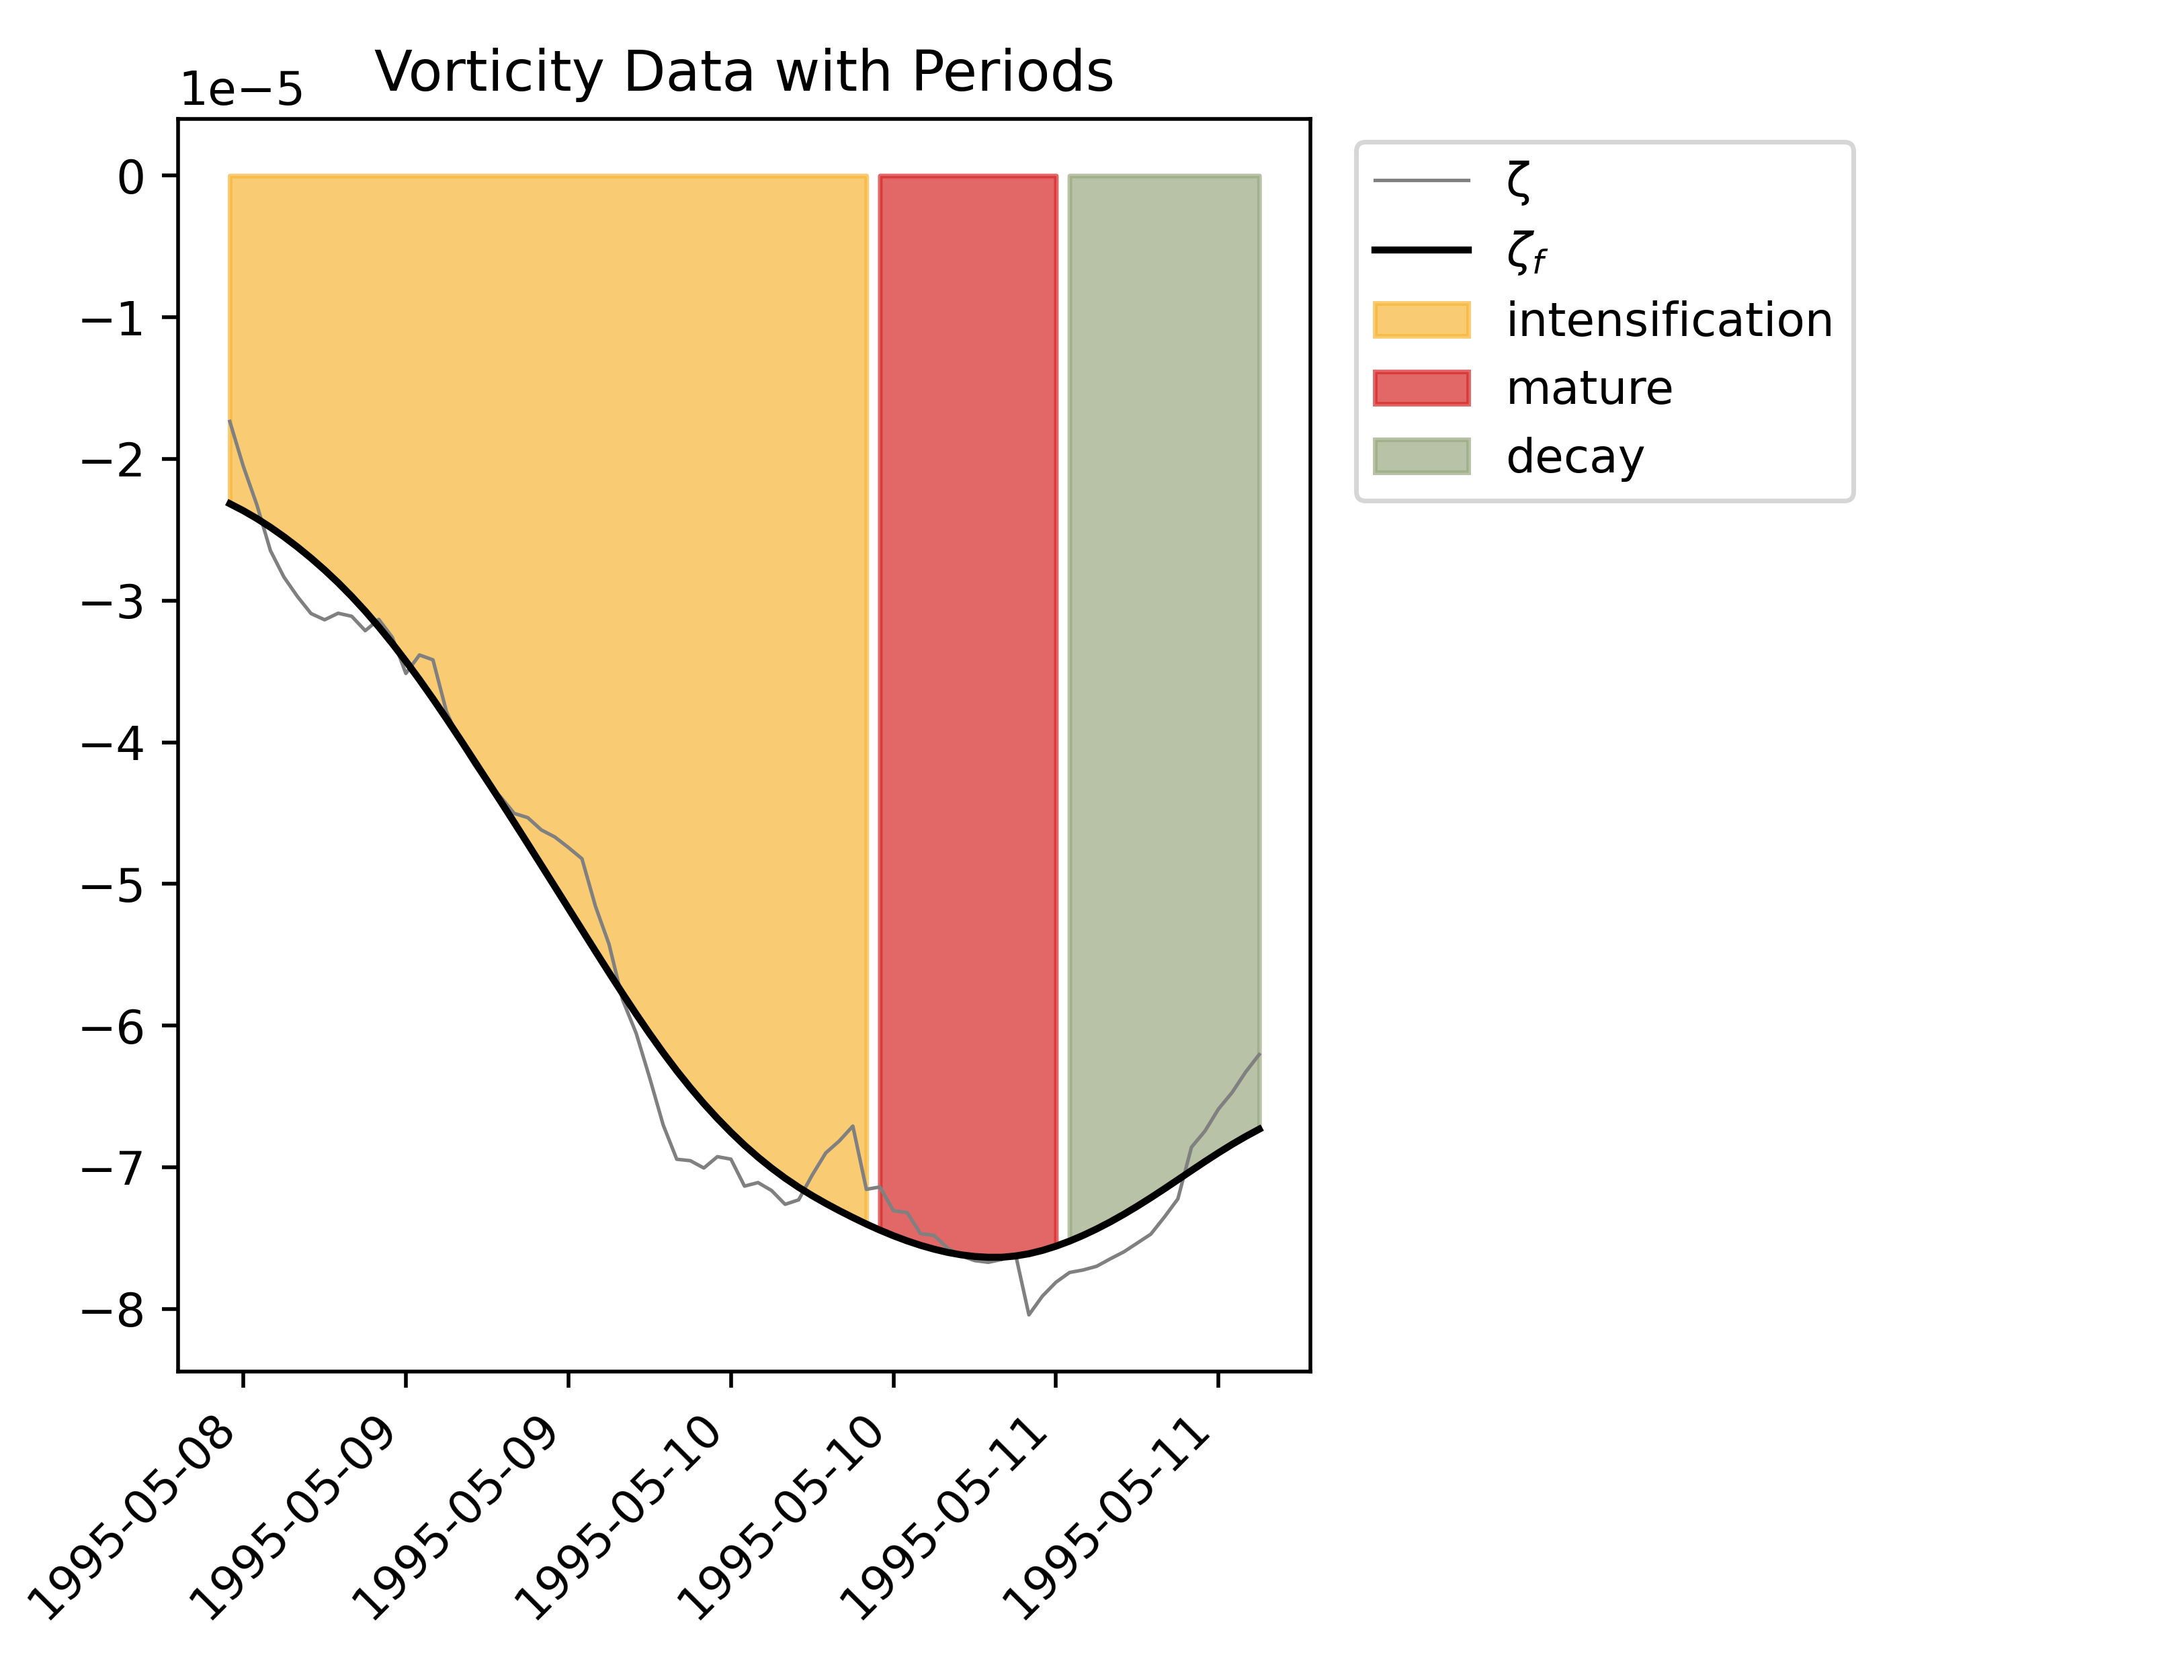 Vorticity Data with Periods
1e−5
0
−1
−2
−3
−4
−5
−6
−7
−8
1995-05-08
1995-05-09
1995-05-09
1995-05-10
1995-05-10
1995-05-11
1995-05-11
ζ
ζf
intensification
mature
decay